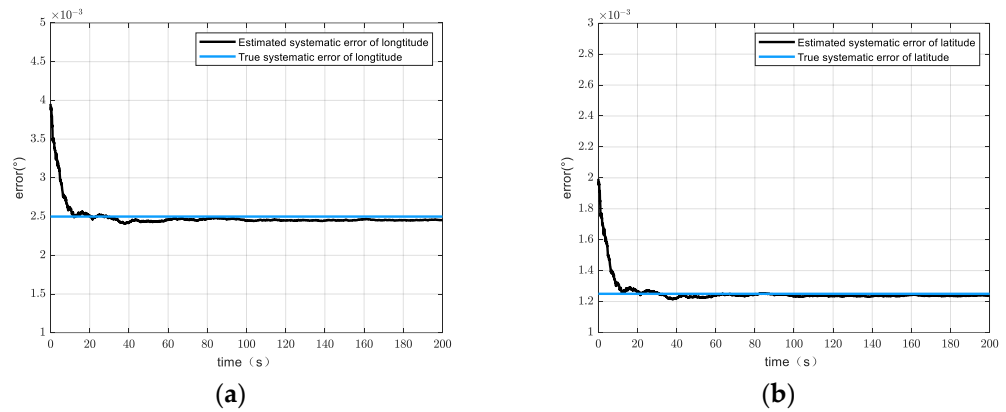 ×10⁻³
5
4.5
4
3.5
3
2.5
2
1.5
1
error(°)
Estimated systematic error of longtitude
True systematic error of longtitude
0 20 40 60 80 100 120 140 160 180 200
time（s）
(a)
×10⁻³
3
2.8
2.6
2.4
2.2
2
1.8
1.6
1.4
1.2
1
error(°)
Estimated systematic error of latitude
True systematic error of latitude
0 20 40 60 80 100 120 140 160 180 200
time（s）
(b)